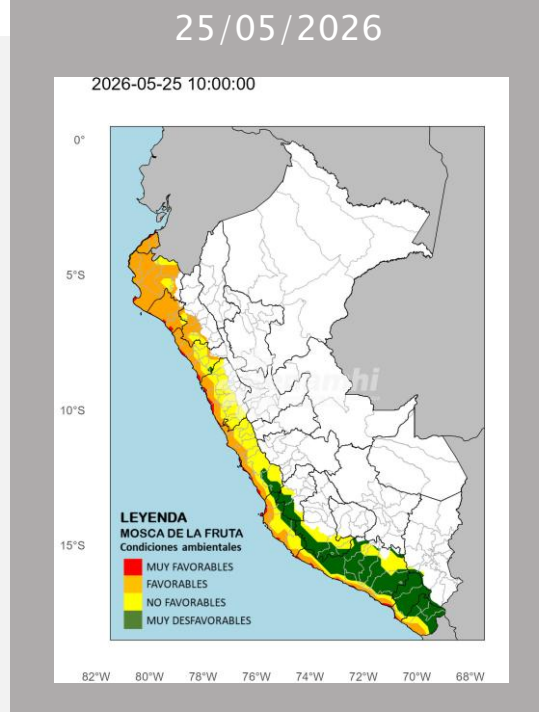 25/05/2026
2026-05-25 10:00:00
0°
5°S
10°S
15°S
LEYENDA
MOSCA DE LA FRUTA
Condiciones ambientales
MUY FAVORABLES
FAVORABLES
NO FAVORABLES
MUY DESFAVORABLES
82°W 80°W 78°W 76°W 74°W 72°W 70°W 68°W